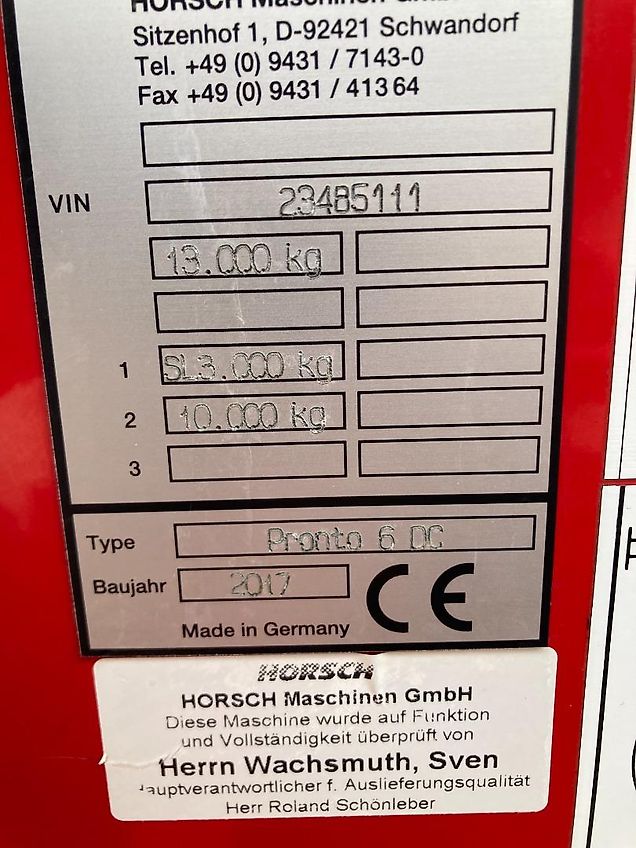 HORSCH Maschinen GmbH
Sitzenhof 1, D-92421 Schwandorf
Tel. +49 (0) 9431 / 7143-0
Fax +49 (0) 9431 / 413 64
VIN 23485111
13.000 kg
1 SL3.000 kg
2 10.000 kg
3
Type Pronto 6 DC
Baujahr 2017 CE
Made in Germany
HORSCH
HORSCH Maschinen GmbH
Diese Maschine wurde auf Funktion
und Vollständigkeit überprüft von
Herrn Wachsmuth, Sven
Hauptverantwortlicher f. Auslieferungsqualität
Herr Roland Schönleber